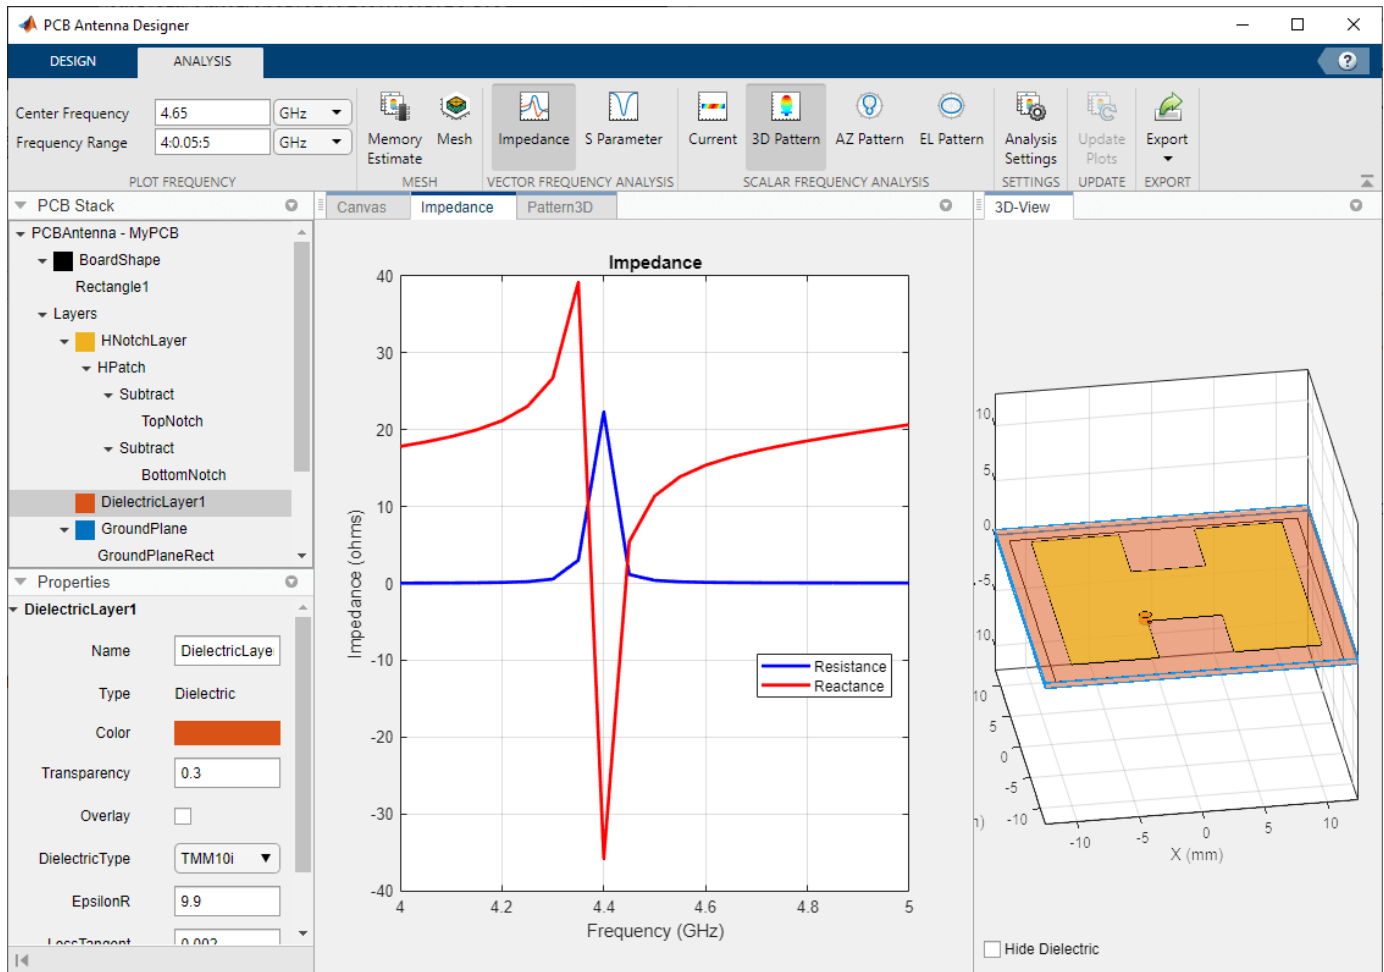 PCB Antenna Designer
DESIGN
ANALYSIS
Center Frequency 4.65 GHz
Frequency Range 4:0.05:5 GHz
PLOT FREQUENCY
Memory Estimate
Mesh
MESH
Impedance
S Parameter
VECTOR FREQUENCY ANALYSIS
Current
3D Pattern
AZ Pattern
EL Pattern
SCALAR FREQUENCY ANALYSIS
Analysis Settings
SETTINGS
Update Plots
UPDATE
Export
EXPORT
PCB Stack
PCBAntenna - MyPCB
BoardShape
Rectangle1
Layers
HNotchLayer
HPatch
Subtract
TopNotch
Subtract
BottomNotch
DielectricLayer1
GroundPlane
GroundPlaneRect
Properties
DielectricLayer1
Name DielectricLaye
Type Dielectric
Color
Transparency 0.3
Overlay
DielectricType TMM10i
EpsilonR 9.9
LossTangent 0.002
Canvas
Impedance
Pattern3D
Impedance
40
30
20
10
0
-10
-20
-30
-40
Impedance (ohms)
4 4.2 4.4 4.6 4.8 5
Frequency (GHz)
Resistance
Reactance
3D-View
10
5
0
-5
10
10
5
0
-5
-10
-10 -5 0 5 10
X (mm)
Hide Dielectric